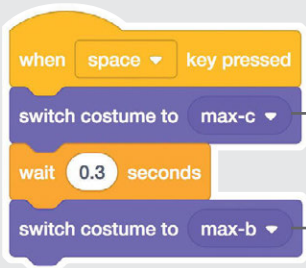 when space key pressed
switch costume to max-c
wait 0.3 seconds
switch costume to max-b